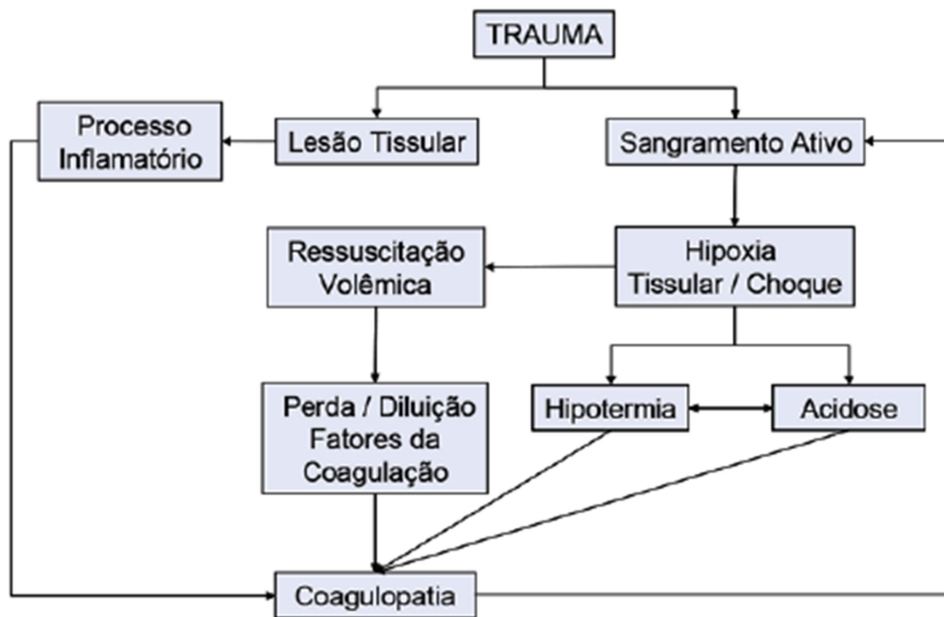 TRAUMA
Processo
Inflamatório
Lesão Tissular
Sangramento Ativo
Ressuscitação
Volêmica
Hipoxia
Tissular / Choque
Perda / Diluição
Fatores da
Coagulação
Hipotermia
Acidose
Coagulopatia